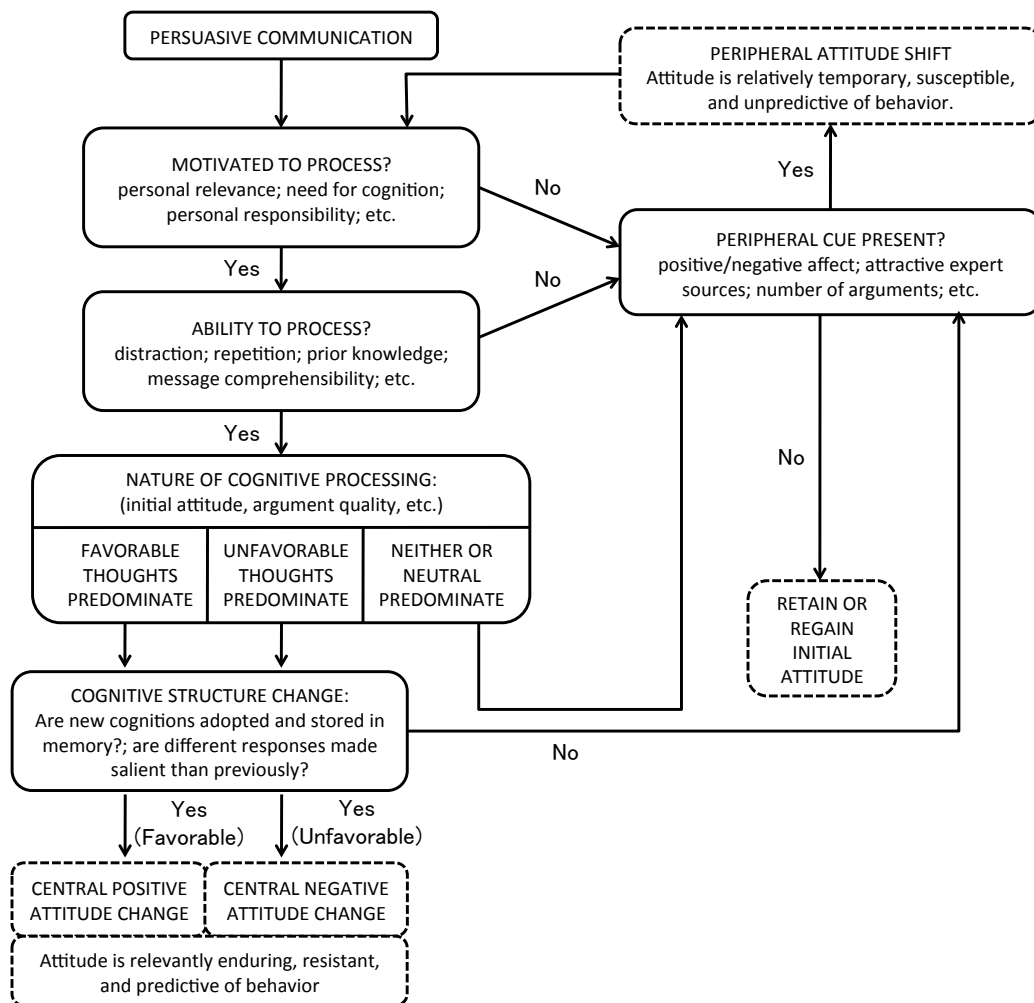 PERSUASIVE COMMUNICATION
PERIPHERAL ATTITUDE SHIFT
Attitude is relatively temporary, susceptible,
and unpredictive of behavior.
MOTIVATED TO PROCESS?
personal relevance; need for cognition;
personal responsibility; etc.
No
Yes
PERIPHERAL CUE PRESENT?
positive/negative affect; attractive expert
sources; number of arguments; etc.
Yes
No
ABILITY TO PROCESS?
distraction; repetition; prior knowledge;
message comprehensibility; etc.
Yes
No
NATURE OF COGNITIVE PROCESSING:
(initial attitude, argument quality, etc.)
FAVORABLE
THOUGHTS
PREDOMINATE
UNFAVORABLE
THOUGHTS
PREDOMINATE
NEITHER OR
NEUTRAL
PREDOMINATE
RETAIN OR
REGAIN
INITIAL
ATTITUDE
COGNITIVE STRUCTURE CHANGE:
Are new cognitions adopted and stored in
memory?; are different responses made
salient than previously?
No
Yes
(Favorable)
Yes
(Unfavorable)
CENTRAL POSITIVE
ATTITUDE CHANGE
CENTRAL NEGATIVE
ATTITUDE CHANGE
Attitude is relevantly enduring, resistant,
and predictive of behavior